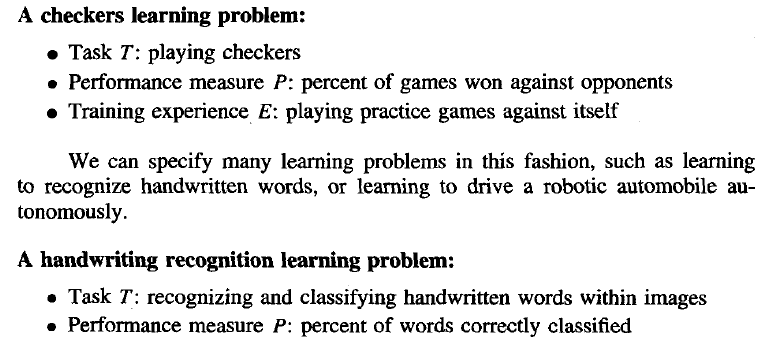 A checkers learning problem:
• Task T: playing checkers
• Performance measure P: percent of games won against opponents
• Training experience E: playing practice games against itself
We can specify many learning problems in this fashion, such as learning
to recognize handwritten words, or learning to drive a robotic automobile au-
tonomously.
A handwriting recognition learning problem:
• Task T: recognizing and classifying handwritten words within images
• Performance measure P: percent of words correctly classified